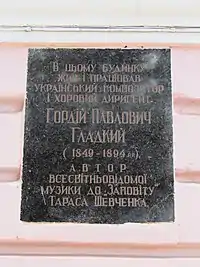 В ЦЬОМУ БУДИНКУ
ЖИВ І ПРАЦЮВАВ
УКРАЇНСЬКИЙ КОМПОЗИТОР
І ХОРОВИЙ ДИРИГЕНТ
ГОРДІЙ ПАВЛОВИЧ
ГЛАДКИЙ
(1849-1894 рр.)
АВТОР
ВСЕСВІТНЬОВІДОМОЇ
МУЗИКИ ДО „ЗАПОВІТУ”
ТАРАСА ШЕВЧЕНКА